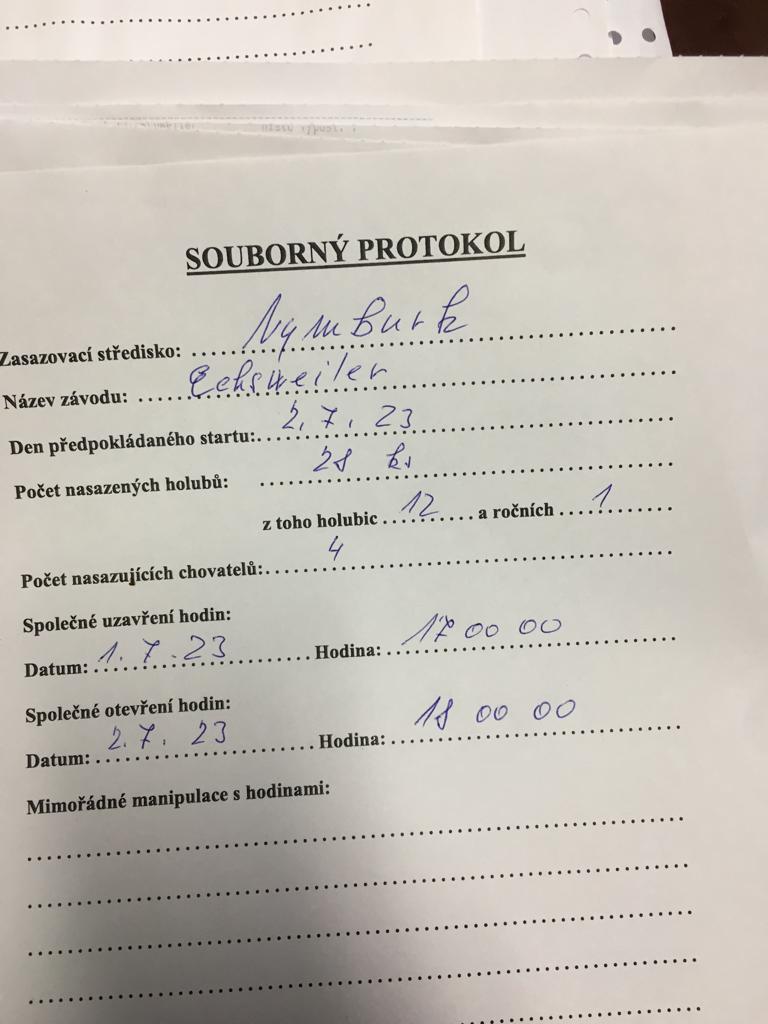 SOUBORNÝ PROTOKOL
Zasazovací středisko: Nymburk
Název závodu: Echsweiler
Den předpokládaného startu: 2. 7. 23
Počet nasazených holubů: 28 ks
z toho holubic 12 a ročních 1
Počet nasazujících chovatelů: 4
Společné uzavření hodin:
Datum: 1. 7. 23 Hodina: 17 00 00
Společné otevření hodin:
Datum: 2. 7. 23 Hodina: 18 00 00
Mimořádné manipulace s hodinami: